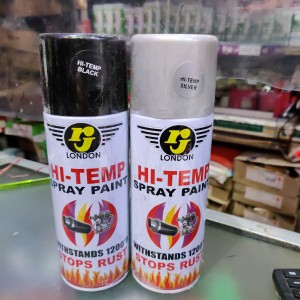 HI-TEMP
BLACK
rj
LONDON
HI-TEMP
SPRAY PAINT
WITHSTANDS 1200°
STOPS RUST
HI-TEMP
SILVER
rj
LONDON
HI-TEMP
SPRAY PAINT
WITHSTANDS 1200°
STOPS RUST